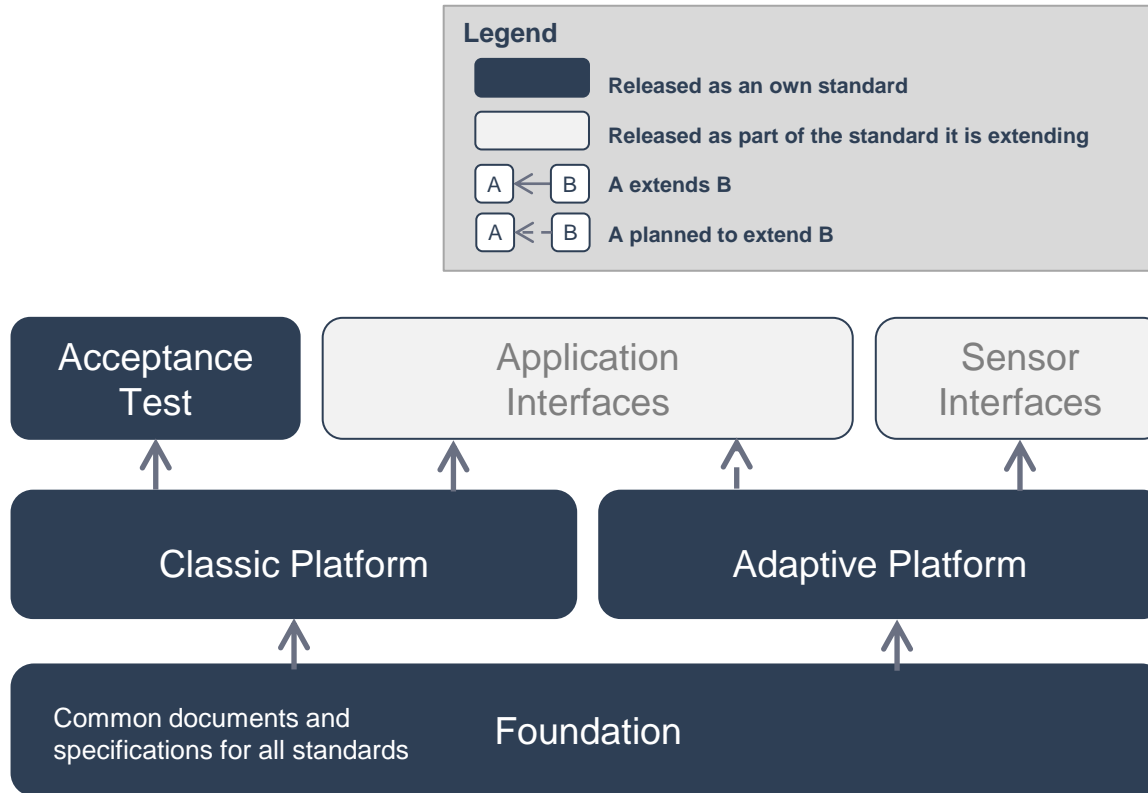 Legend
Released as an own standard
Released as part of the standard it is extending
A B A extends B
A B A planned to extend B
Acceptance
Test
Application
Interfaces
Sensor
Interfaces
Classic Platform
Adaptive Platform
Common documents and
specifications for all standards
Foundation